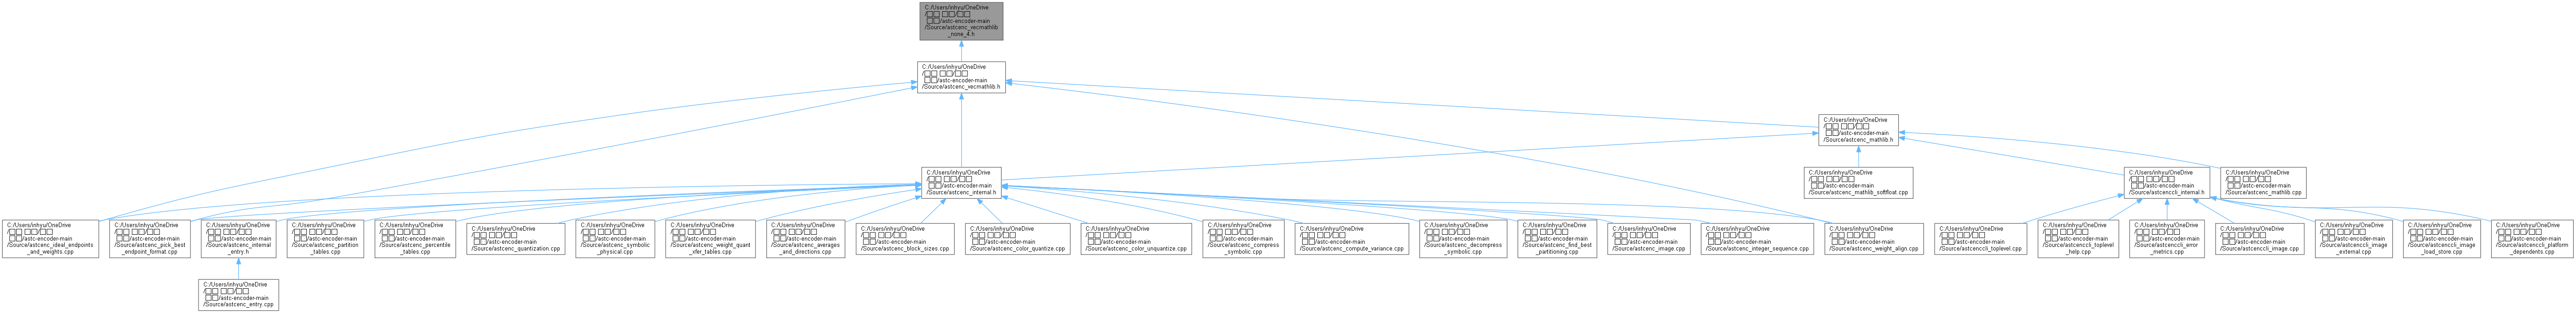 C:/Users/inhyu/OneDrive
/□□ □□/□□
□□/astc-encoder-main
/Source/astcenc_vecmathlib
_none_4.h
C:/Users/inhyu/OneDrive
/□□ □□/□□
□□/astc-encoder-main
/Source/astcenc_vecmathlib.h
C:/Users/inhyu/OneDrive
/□□ □□/□□
□□/astc-encoder-main
/Source/astcenc_mathlib.h
C:/Users/inhyu/OneDrive
/□□ □□/□□
□□/astc-encoder-main
/Source/astcenc_internal.h
C:/Users/inhyu/OneDrive
/□□ □□/□□
□□/astc-encoder-main
/Source/astcenc_mathlib_softfloat.cpp
C:/Users/inhyu/OneDrive
/□□ □□/□□
□□/astc-encoder-main
/Source/astcenccli_internal.h
C:/Users/inhyu/OneDrive
/□□ □□/□□
□□/astc-encoder-main
/Source/astcenc_mathlib.cpp
C:/Users/inhyu/OneDrive
/□□ □□/□□
□□/astc-encoder-main
/Source/astcenc_ideal_endpoints
_and_weights.cpp
C:/Users/inhyu/OneDrive
/□□ □□/□□
□□/astc-encoder-main
/Source/astcenc_pick_best
_endpoint_format.cpp
C:/Users/inhyu/OneDrive
/□□ □□/□□
□□/astc-encoder-main
/Source/astcenc_internal
_entry.h
C:/Users/inhyu/OneDrive
/□□ □□/□□
□□/astc-encoder-main
/Source/astcenc_partition
_tables.cpp
C:/Users/inhyu/OneDrive
/□□ □□/□□
□□/astc-encoder-main
/Source/astcenc_percentile
_tables.cpp
C:/Users/inhyu/OneDrive
/□□ □□/□□
□□/astc-encoder-main
/Source/astcenc_quantization.cpp
C:/Users/inhyu/OneDrive
/□□ □□/□□
□□/astc-encoder-main
/Source/astcenc_symbolic
_physical.cpp
C:/Users/inhyu/OneDrive
/□□ □□/□□
□□/astc-encoder-main
/Source/astcenc_weight_quant
_xfer_tables.cpp
C:/Users/inhyu/OneDrive
/□□ □□/□□
□□/astc-encoder-main
/Source/astcenc_averages
_and_directions.cpp
C:/Users/inhyu/OneDrive
/□□ □□/□□
□□/astc-encoder-main
/Source/astcenc_block_sizes.cpp
C:/Users/inhyu/OneDrive
/□□ □□/□□
□□/astc-encoder-main
/Source/astcenc_color_quantize.cpp
C:/Users/inhyu/OneDrive
/□□ □□/□□
□□/astc-encoder-main
/Source/astcenc_color_unquantize.cpp
C:/Users/inhyu/OneDrive
/□□ □□/□□
□□/astc-encoder-main
/Source/astcenc_compress
_symbolic.cpp
C:/Users/inhyu/OneDrive
/□□ □□/□□
□□/astc-encoder-main
/Source/astcenc_compute_variance.cpp
C:/Users/inhyu/OneDrive
/□□ □□/□□
□□/astc-encoder-main
/Source/astcenc_decompress
_symbolic.cpp
C:/Users/inhyu/OneDrive
/□□ □□/□□
□□/astc-encoder-main
/Source/astcenc_find_best
_partitioning.cpp
C:/Users/inhyu/OneDrive
/□□ □□/□□
□□/astc-encoder-main
/Source/astcenc_image.cpp
C:/Users/inhyu/OneDrive
/□□ □□/□□
□□/astc-encoder-main
/Source/astcenc_integer_sequence.cpp
C:/Users/inhyu/OneDrive
/□□ □□/□□
□□/astc-encoder-main
/Source/astcenc_weight_align.cpp
C:/Users/inhyu/OneDrive
/□□ □□/□□
□□/astc-encoder-main
/Source/astcenccli_toplevel.cpp
C:/Users/inhyu/OneDrive
/□□ □□/□□
□□/astc-encoder-main
/Source/astcenccli_toplevel
_help.cpp
C:/Users/inhyu/OneDrive
/□□ □□/□□
□□/astc-encoder-main
/Source/astcenccli_error
_metrics.cpp
C:/Users/inhyu/OneDrive
/□□ □□/□□
□□/astc-encoder-main
/Source/astcenccli_image.cpp
C:/Users/inhyu/OneDrive
/□□ □□/□□
□□/astc-encoder-main
/Source/astcenccli_image
_external.cpp
C:/Users/inhyu/OneDrive
/□□ □□/□□
□□/astc-encoder-main
/Source/astcenccli_image
_load_store.cpp
C:/Users/inhyu/OneDrive
/□□ □□/□□
□□/astc-encoder-main
/Source/astcenccli_platform
_dependents.cpp
C:/Users/inhyu/OneDrive
/□□ □□/□□
□□/astc-encoder-main
/Source/astcenc_entry.cpp